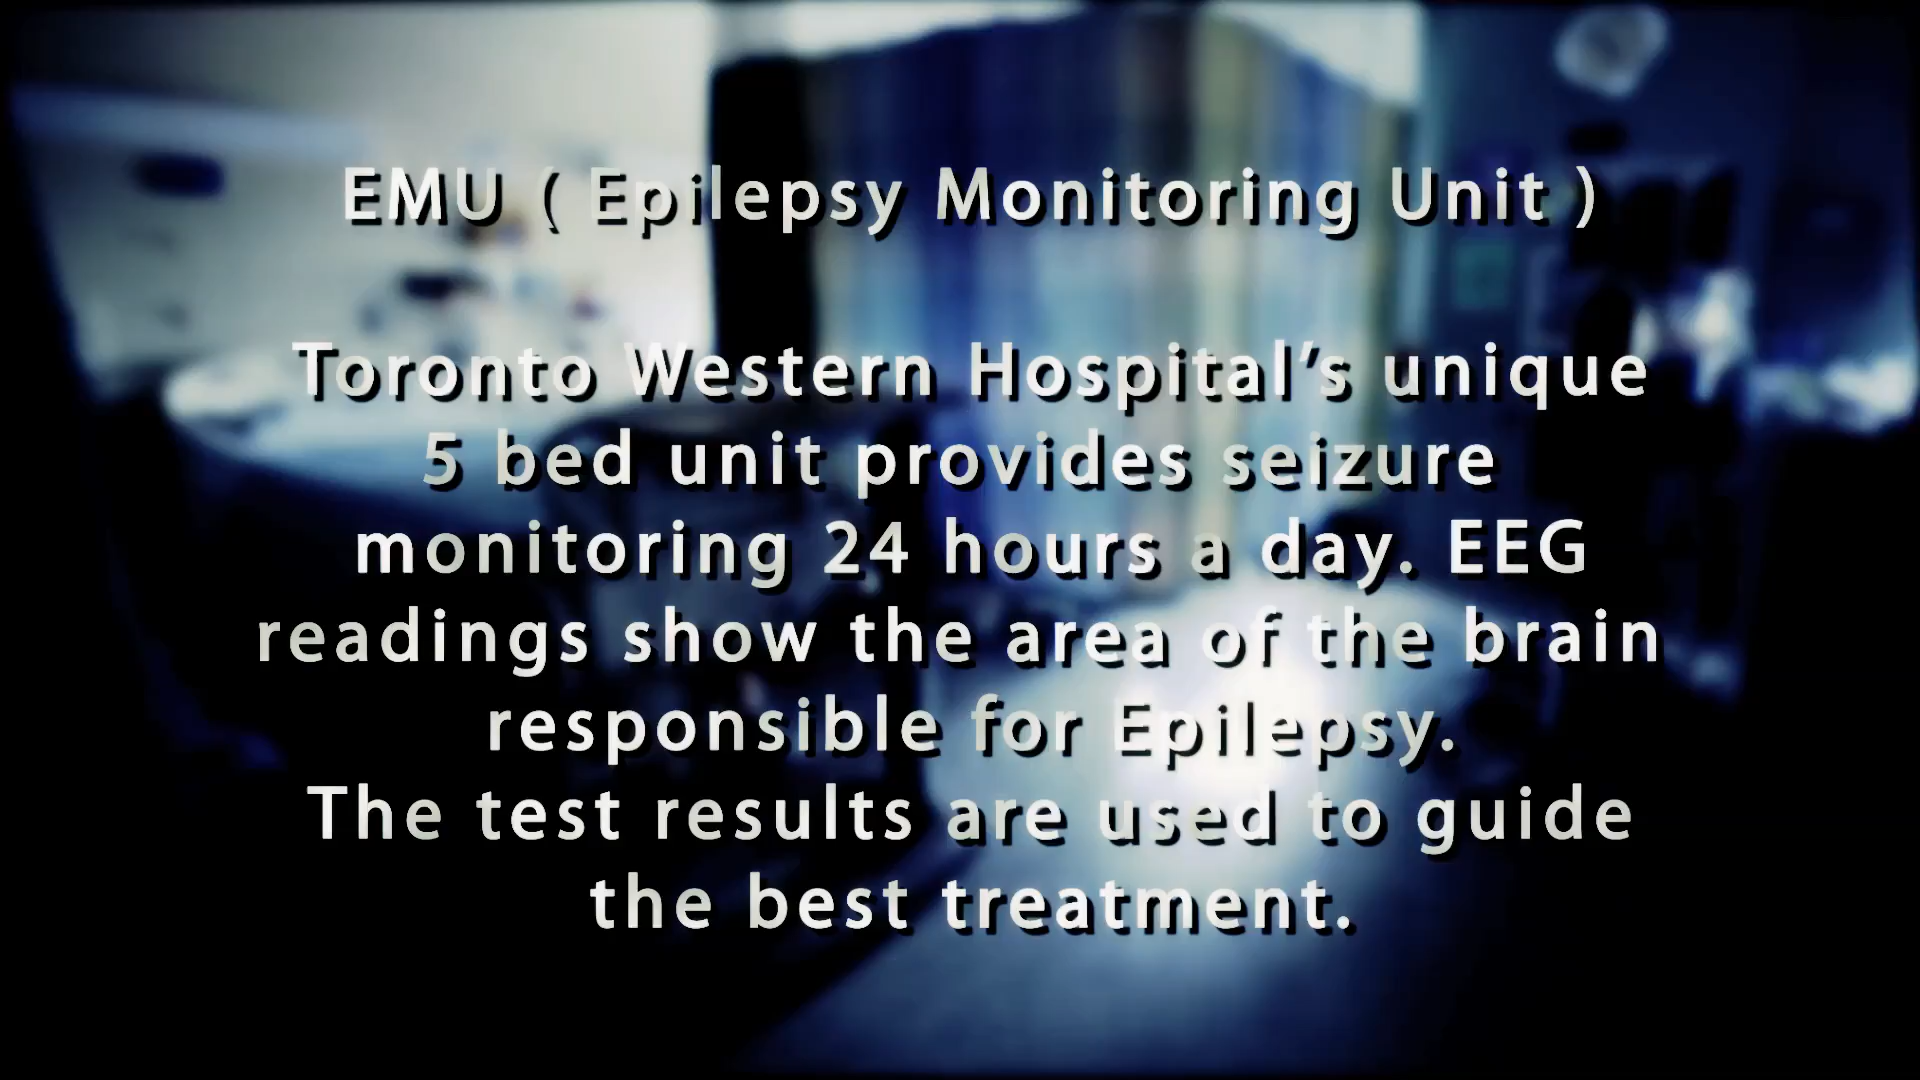 EMU ( Epilepsy Monitoring Unit )
Toronto Western Hospital’s unique
5 bed unit provides seizure
monitoring 24 hours a day. EEG
readings show the area of the brain
responsible for Epilepsy.
The test results are used to guide
the best treatment.